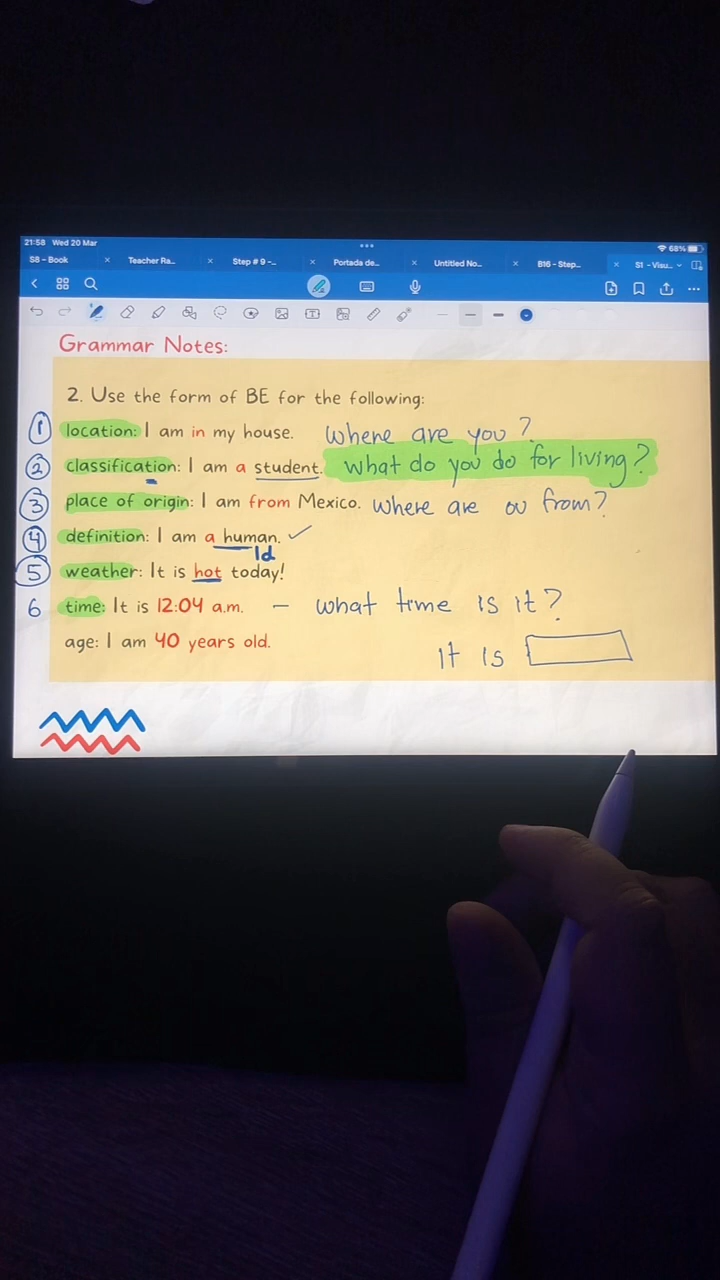 21:58 Wed 20 Mar
68%
S8 - Book × Teacher Ra... × Step # 9 -... × Portada de... × Untitled No... × B16 - Step... × S1 - Visu...
Grammar Notes:
2. Use the form of BE for the following:
1 location: I am in my house. Where are you?
2 classification: I am a student. What do you do for living?
3 place of origin: I am from Mexico. Where are ou from?
4 definition: I am a human.
Id
5 weather: It is hot today!
6 time: It is 12:04 a.m. – what time is it?
age: I am 40 years old.
It is